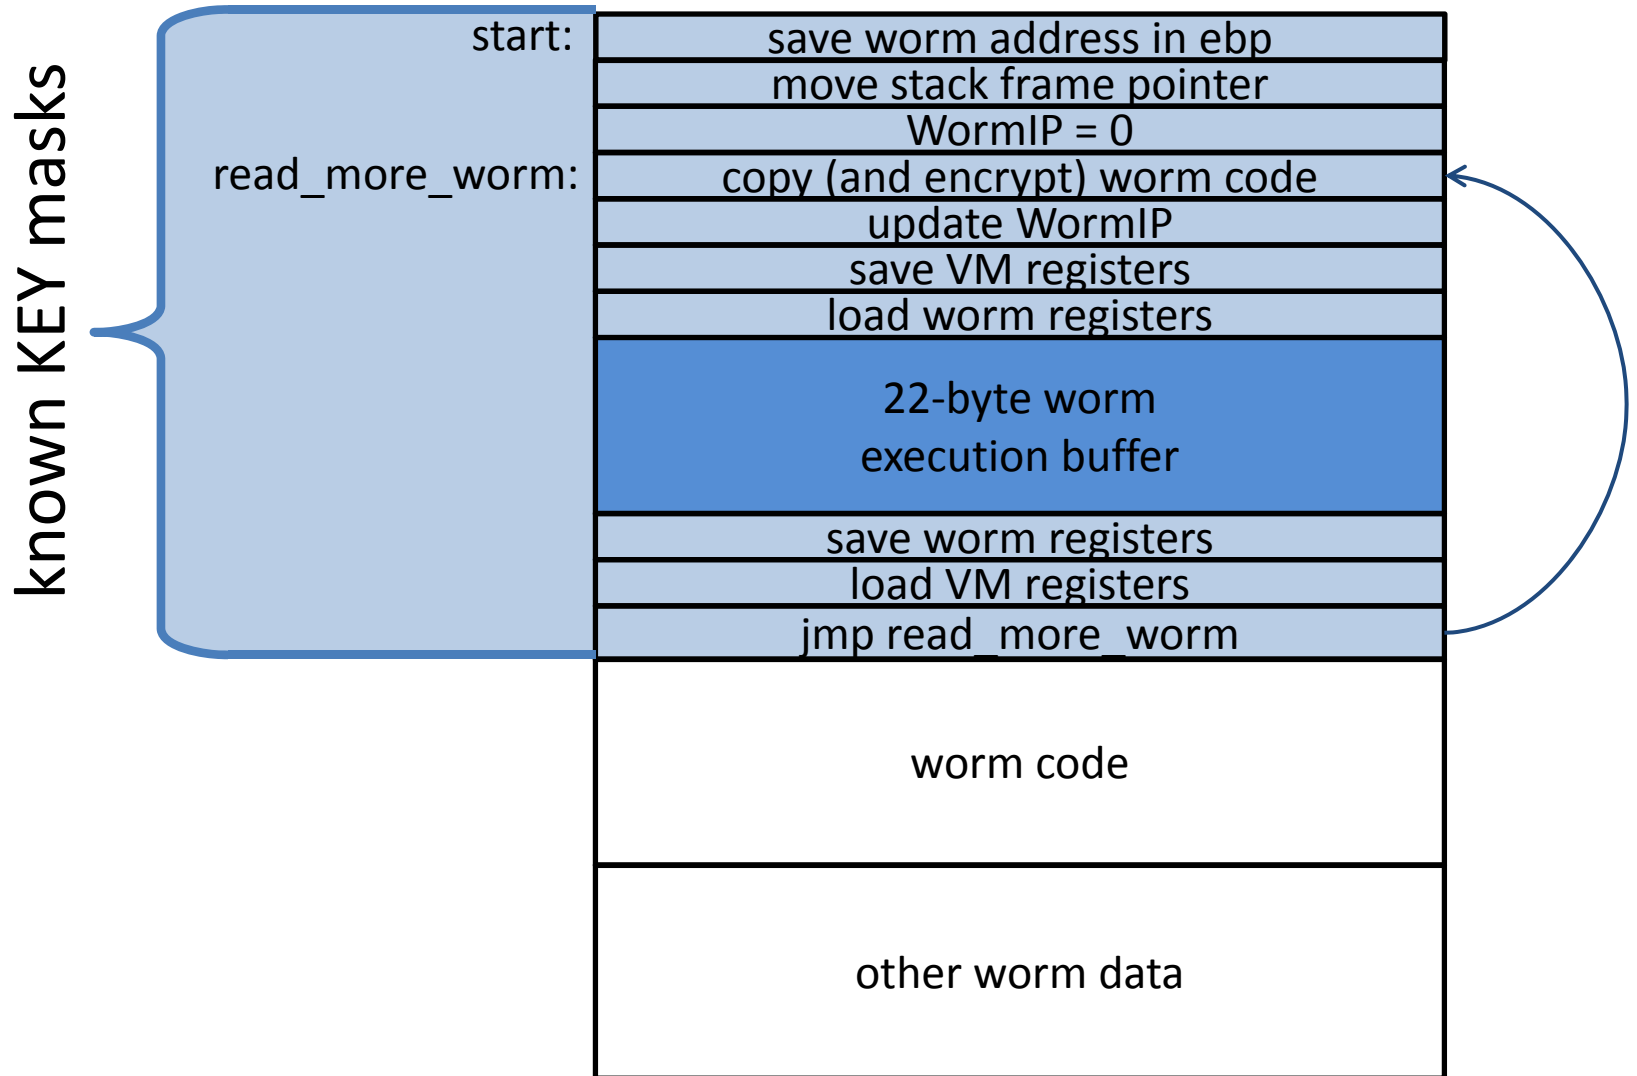 known KEY masks
start:
save worm address in ebp
move stack frame pointer
WormIP = 0
read_more_worm:
copy (and encrypt) worm code
update WormIP
save VM registers
load worm registers
22-byte worm
execution buffer
save worm registers
load VM registers
jmp read_more_worm
worm code
other worm data